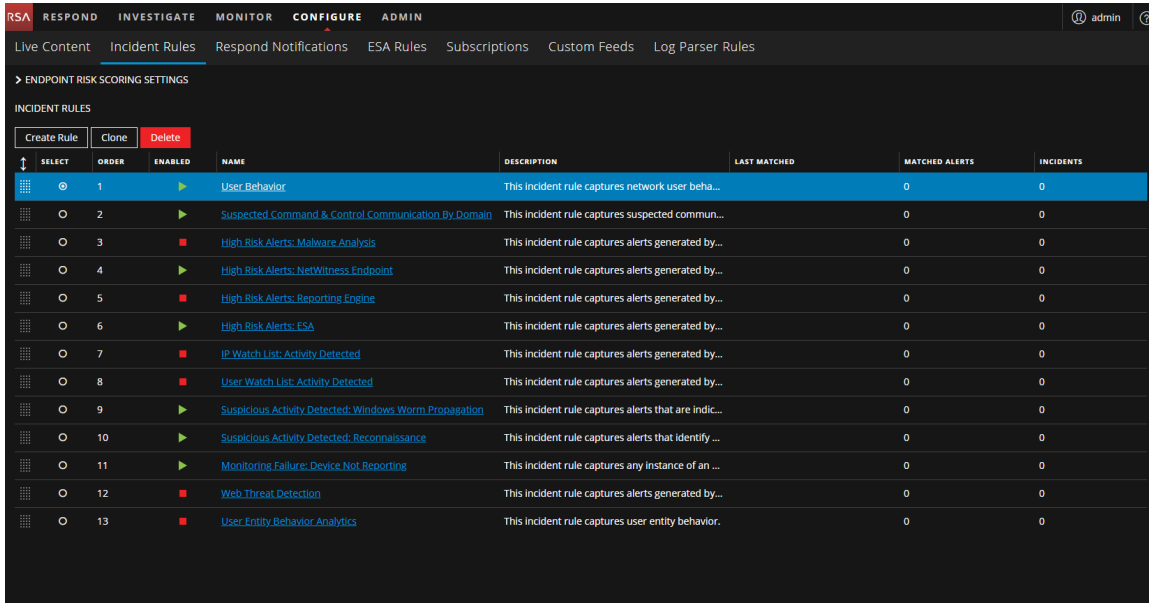 RSA RESPOND INVESTIGATE MONITOR CONFIGURE ADMIN admin ?
Live Content Incident Rules Respond Notifications ESA Rules Subscriptions Custom Feeds Log Parser Rules
> ENDPOINT RISK SCORING SETTINGS
INCIDENT RULES
Create Rule Clone Delete
SELECT ORDER ENABLED NAME DESCRIPTION LAST MATCHED MATCHED ALERTS INCIDENTS
1 User Behavior This incident rule captures network user beha... 0 0
2 Suspected Command & Control Communication By Domain This incident rule captures suspected commun... 0 0
3 High Risk Alerts: Malware Analysis This incident rule captures alerts generated by... 0 0
4 High Risk Alerts: NetWitness Endpoint This incident rule captures alerts generated by... 0 0
5 High Risk Alerts: Reporting Engine This incident rule captures alerts generated by... 0 0
6 High Risk Alerts: ESA This incident rule captures alerts generated by... 0 0
7 IP Watch List: Activity Detected This incident rule captures alerts generated by... 0 0
8 User Watch List: Activity Detected This incident rule captures alerts generated by... 0 0
9 Suspicious Activity Detected: Windows Worm Propagation This incident rule captures alerts that are indic... 0 0
10 Suspicious Activity Detected: Reconnaissance This incident rule captures alerts that identify ... 0 0
11 Monitoring Failure: Device Not Reporting This incident rule captures any instance of an ... 0 0
12 Web Threat Detection This incident rule captures alerts generated by... 0 0
13 User Entity Behavior Analytics This incident rule captures user entity behavior. 0 0